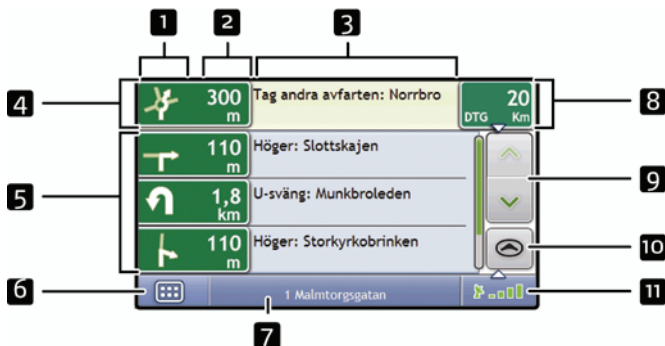 1 2 3
4 300 m Tag andra avfarten: Norrbro 20 DTG Km 8
110 m Höger: Slottskajen
5 1,8 km U-sväng: Munkbroleden 9
110 m Höger: Storkyrkobrinken 10
6 1 Malmtorgsgatan 11
7